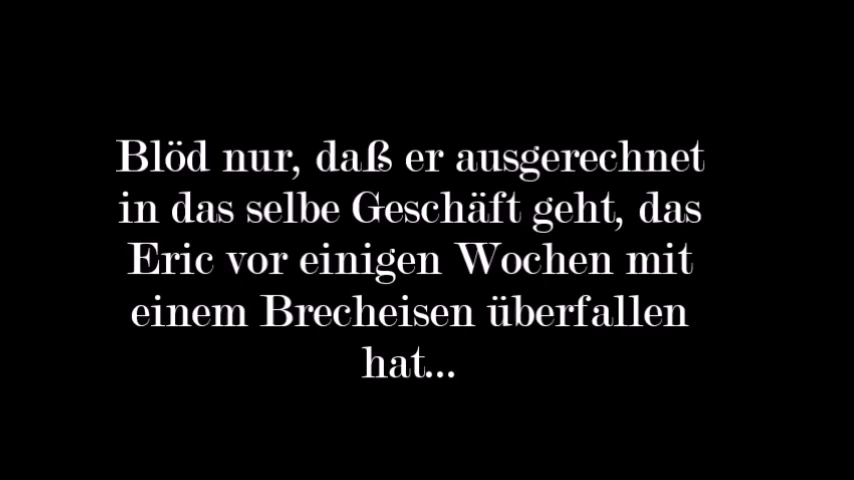 Blöd nur, daß er ausgerechnet
in das selbe Geschäft geht, das
Eric vor einigen Wochen mit
einem Brecheisen überfallen
hat...